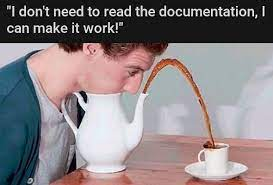 "I don't need to read the documentation, I
can make it work!"